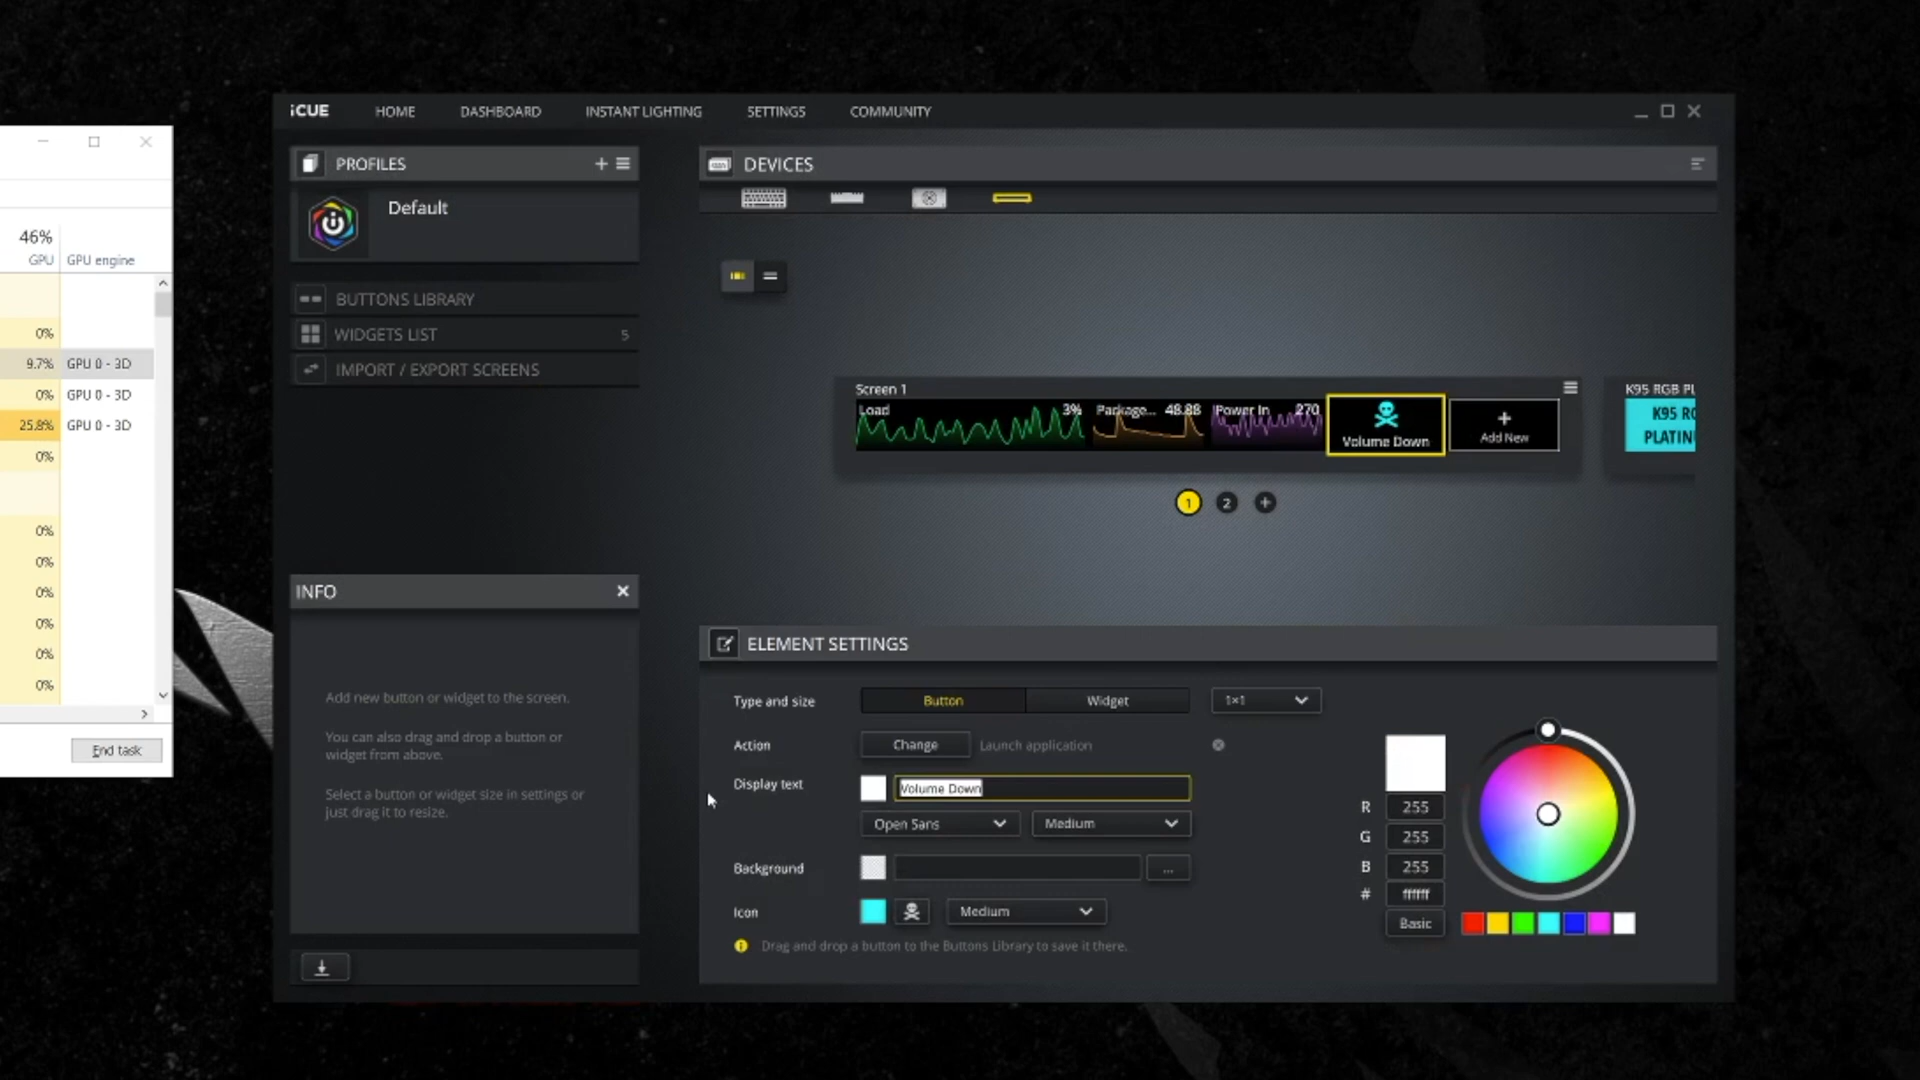 iCUE
HOME
DASHBOARD
INSTANT LIGHTING
SETTINGS
COMMUNITY
46%
GPU
GPU engine
0%
9.7%
GPU 0 - 3D
0%
GPU 0 - 3D
25.8%
GPU 0 - 3D
0%
0%
0%
0%
0%
0%
0%
End task
PROFILES
Default
BUTTONS LIBRARY
WIDGETS LIST
5
IMPORT / EXPORT SCREENS
INFO
Add new button or widget to the screen.
You can also drag and drop a button or
widget from above.
Select a button or widget size in settings or
just drag it to resize.
DEVICES
Screen 1
Load
3%
Package...
48.88
Power In
270
Volume Down
+
Add New
K95 RGB PL
K95 RG
PLATIN
1
2
+
ELEMENT SETTINGS
Type and size
Button
Widget
1×1
Action
Change
Launch application
Display text
Volume Down
Open Sans
Medium
Background
...
Icon
Medium
Drag and drop a button to the Buttons Library to save it there.
R
255
G
255
B
255
#
ffffff
Basic